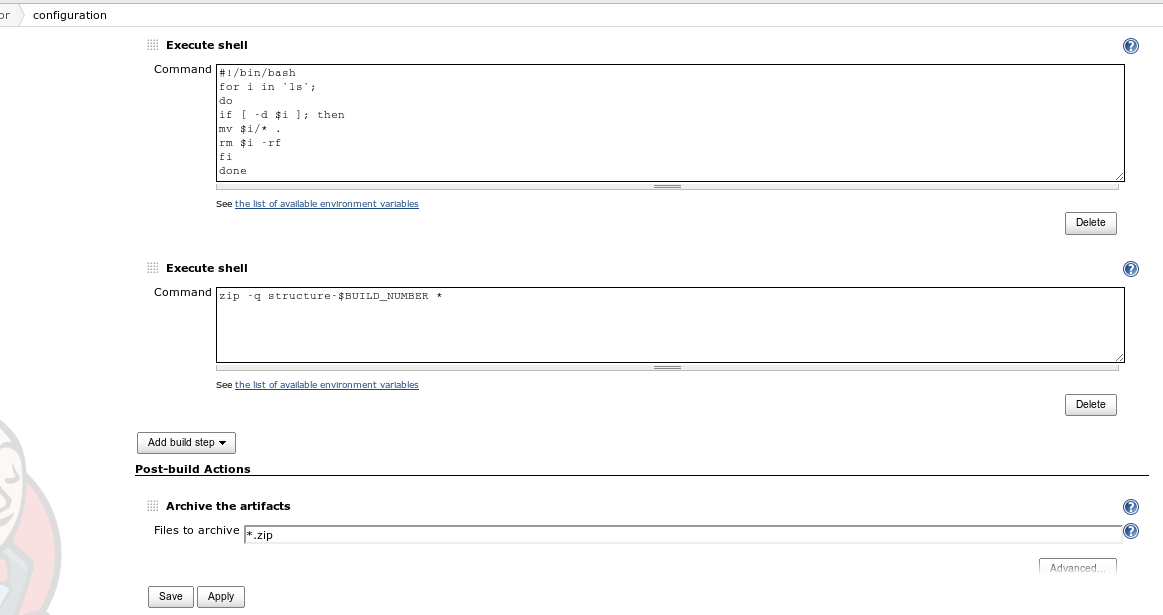 or configuration
Execute shell
Command
#!/bin/bash
for i in `ls`;
do
if [ -d $i ]; then
mv $i/* .
rm $i -rf
fi
done
See the list of available environment variables
Delete
Execute shell
Command
zip -q structure-$BUILD_NUMBER *
See the list of available environment variables
Delete
Add build step
Post-build Actions
Archive the artifacts
Files to archive *.zip
Advanced...
Save Apply